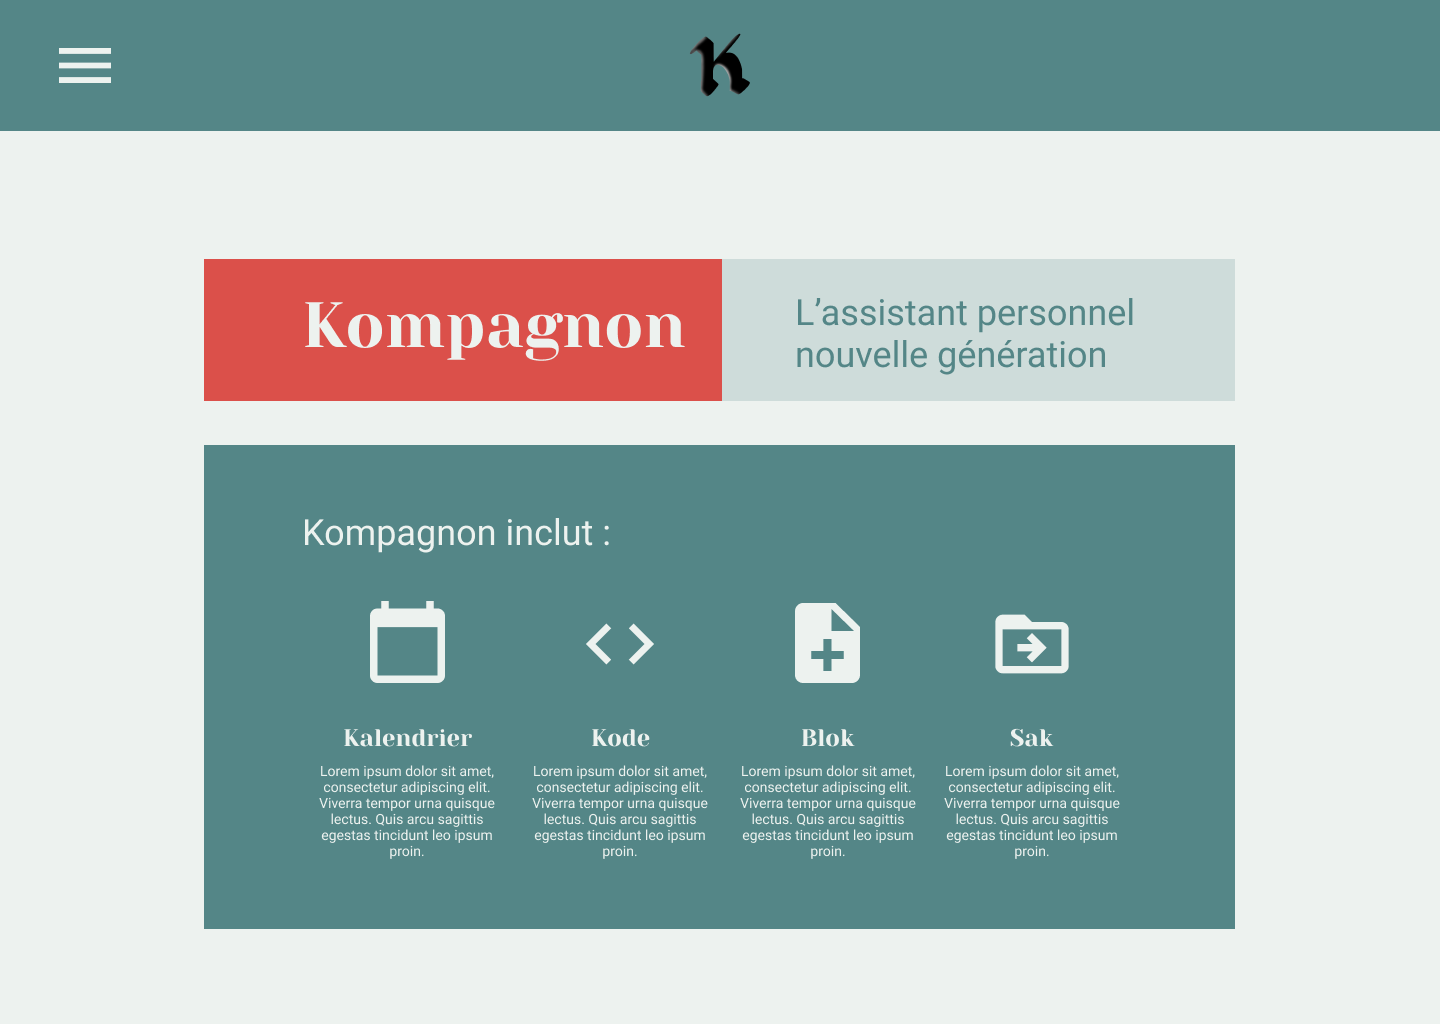 K
Kompagnon
L’assistant personnel
nouvelle génération
Kompagnon inclut :
Kalendrier
Lorem ipsum dolor sit amet,
consectetur adipiscing elit.
Viverra tempor urna quisque
lectus. Quis arcu sagittis
egestas tincidunt leo ipsum
proin.
Kode
Lorem ipsum dolor sit amet,
consectetur adipiscing elit.
Viverra tempor urna quisque
lectus. Quis arcu sagittis
egestas tincidunt leo ipsum
proin.
Blok
Lorem ipsum dolor sit amet,
consectetur adipiscing elit.
Viverra tempor urna quisque
lectus. Quis arcu sagittis
egestas tincidunt leo ipsum
proin.
Sak
Lorem ipsum dolor sit amet,
consectetur adipiscing elit.
Viverra tempor urna quisque
lectus. Quis arcu sagittis
egestas tincidunt leo ipsum
proin.